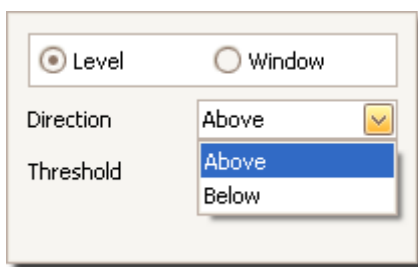 Level Window
Direction Above
Above
Threshold
Below